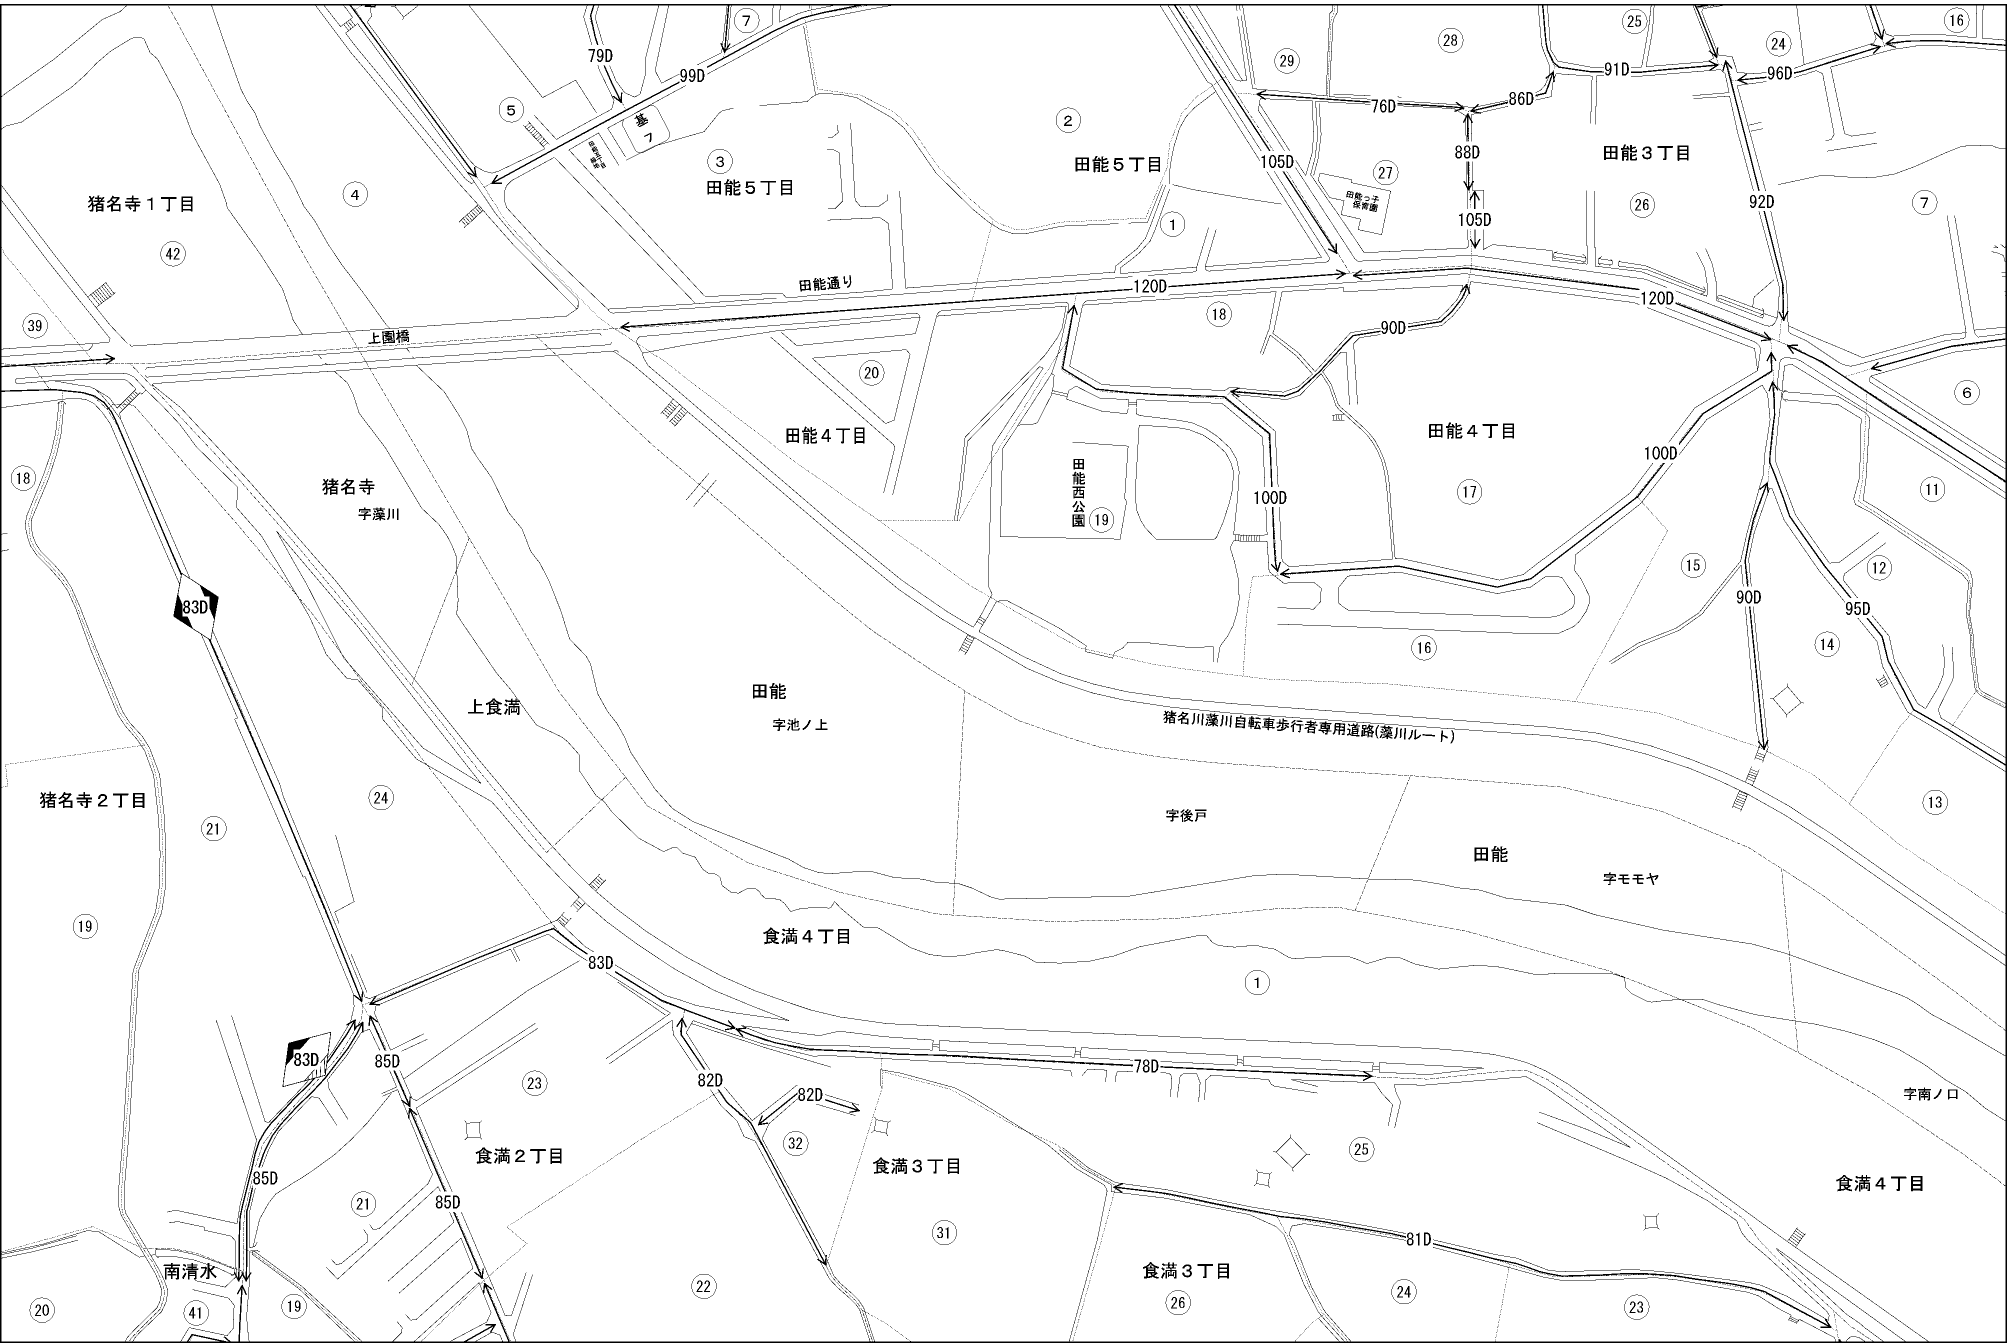 7
79D
99D
5
基
7
3
田能５丁目
2
田能５丁目
1
29
28
25
24
16
91D
96D
76D
86D
105D
88D
27
田能っ子
保育園
田能３丁目
26
92D
7
105D
猪名寺１丁目
42
4
39
上園橋
田能通り
120D
18
120D
90D
6
20
田能４丁目
田能４丁目
17
100D
100D
田能西公園
19
11
18
猪名寺
字藻川
15
12
90D
95D
14
16
83D
上食満
田能
字池ノ上
猪名川藻川自転車歩行者専用道路(藻川ルート)
猪名寺２丁目
21
24
字後戸
田能
字モモヤ
13
19
食満４丁目
83D
1
83D
85D
23
82D
82D
78D
字南ノ口
32
25
食満２丁目
食満３丁目
85D
21
85D
食満４丁目
31
81D
南清水
食満３丁目
20
41
19
22
26
24
23